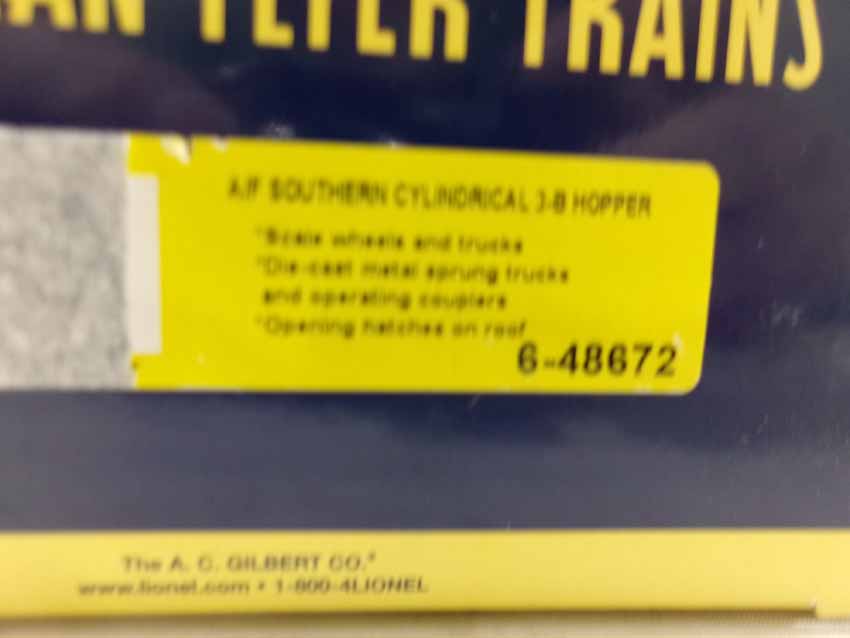 AN FLYER TRAINS
A/F SOUTHERN CYLINDRICAL 3-B HOPPER
*Scale wheels and trucks
*Die-cast metal sprung trucks
and operating couplers
*Opening hatches on roof
6-48672
The A. C. GILBERT CO.®
www.lionel.com • 1-800-4LIONEL